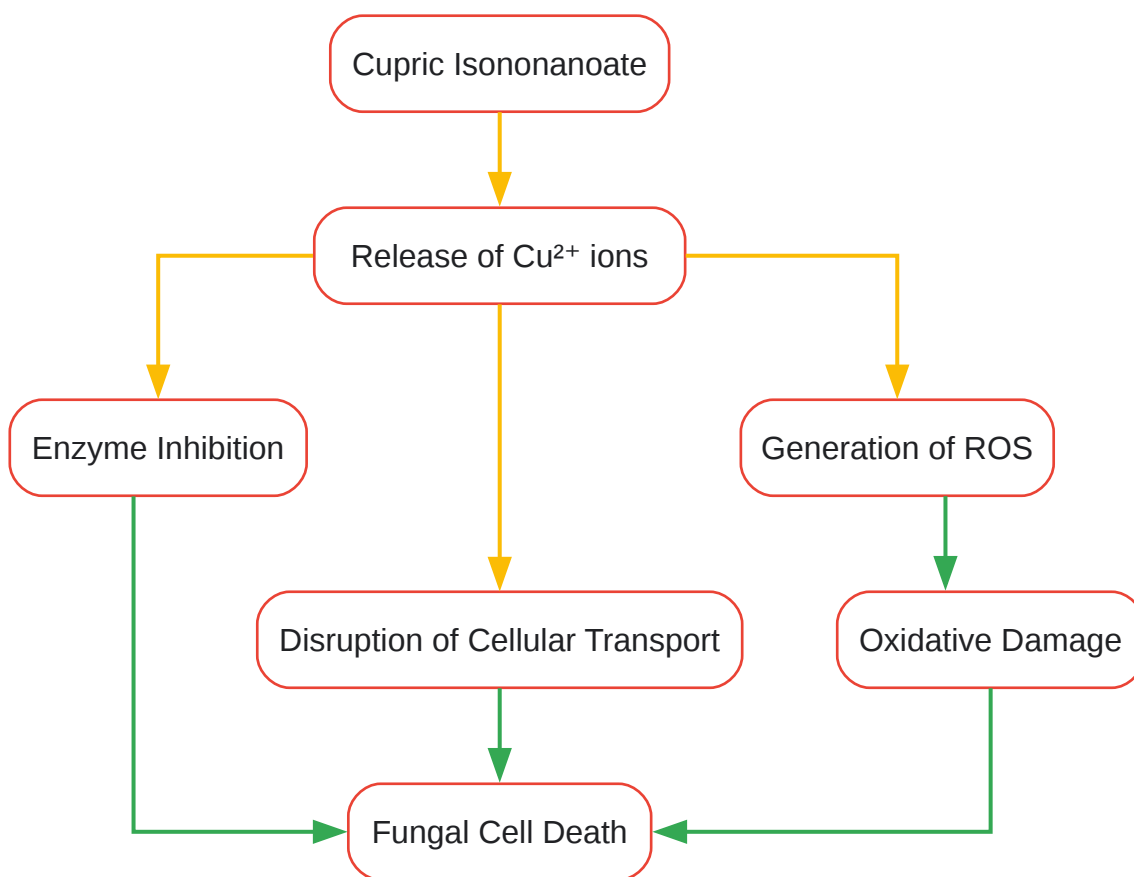 Cupric Isononanoate
Release of Cu²⁺ ions
Enzyme Inhibition
Generation of ROS
Disruption of Cellular Transport
Oxidative Damage
Fungal Cell Death